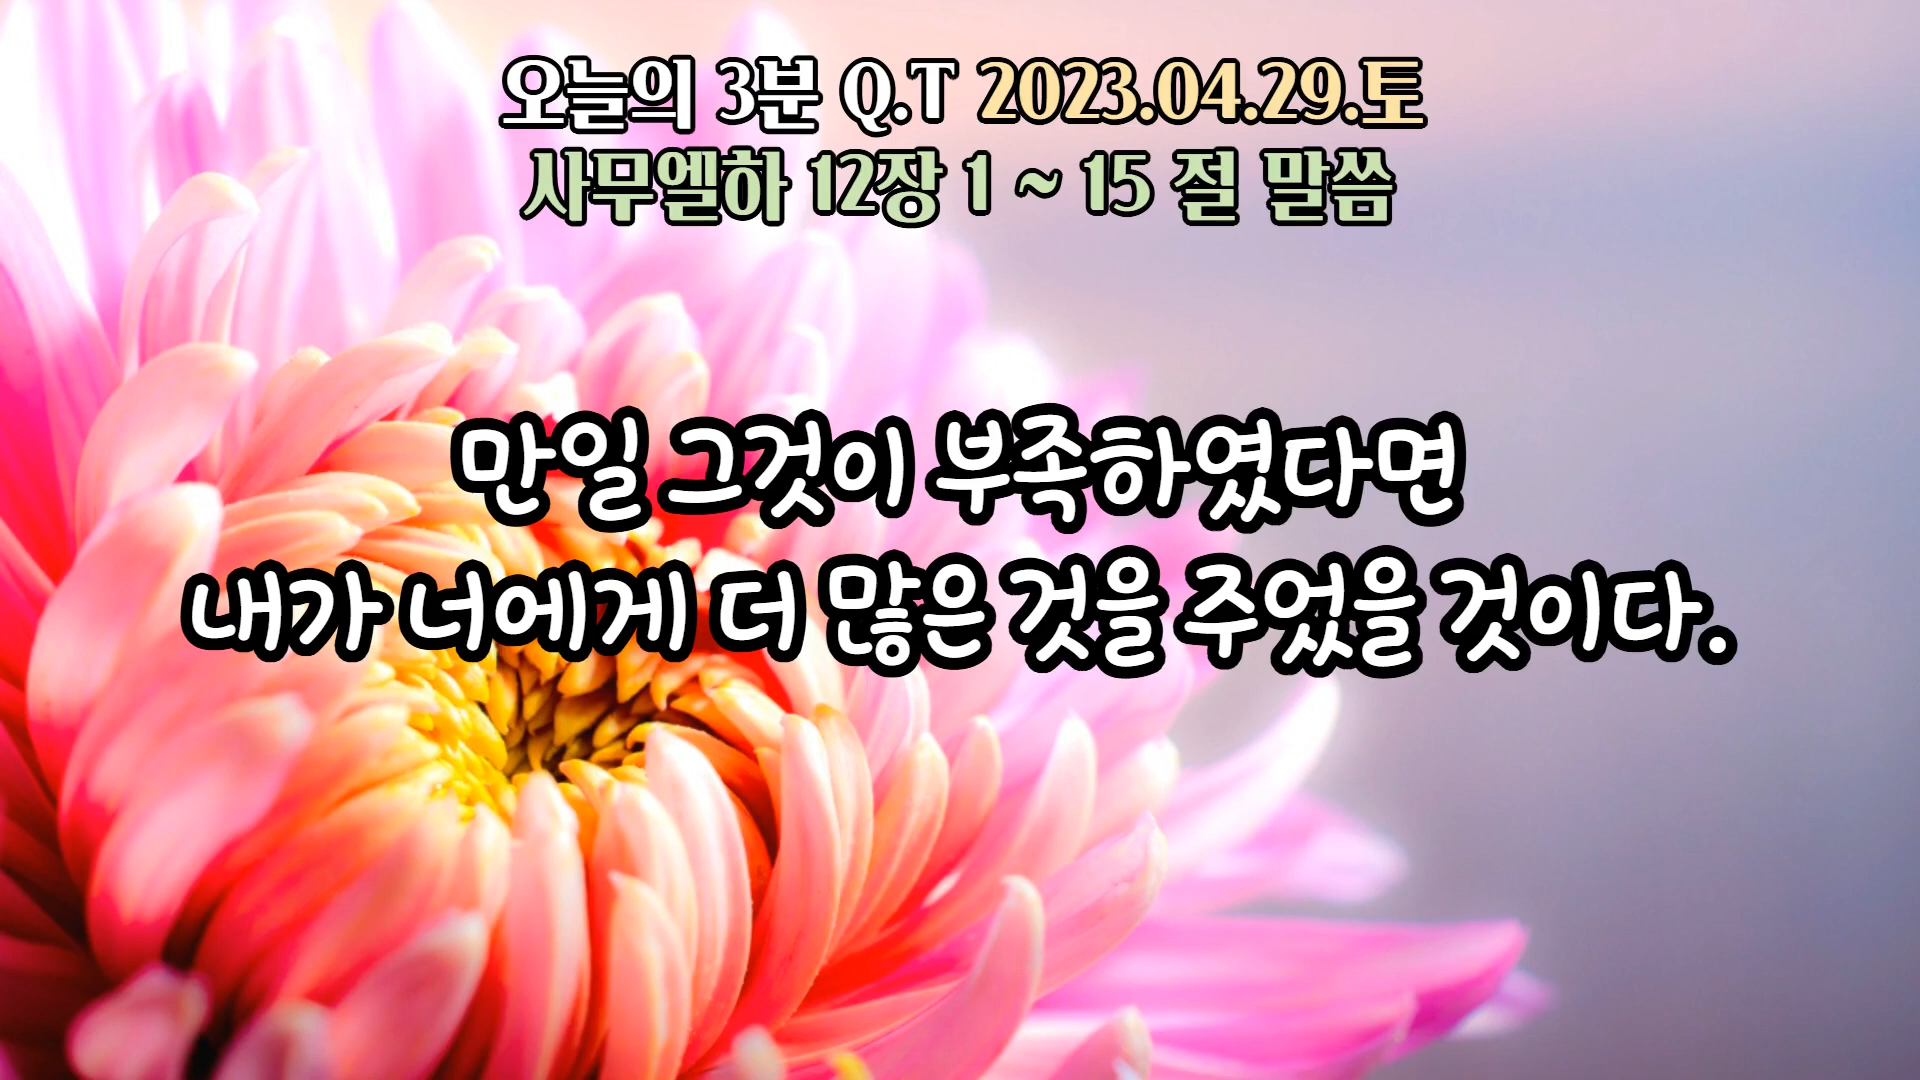 오늘의 3분 Q.T 2023.04.29.토
사무엘하 12장 1 ~ 15 절 말씀
만일 그것이 부족하였다면
내가 너에게 더 많은 것을 주었을 것이다.